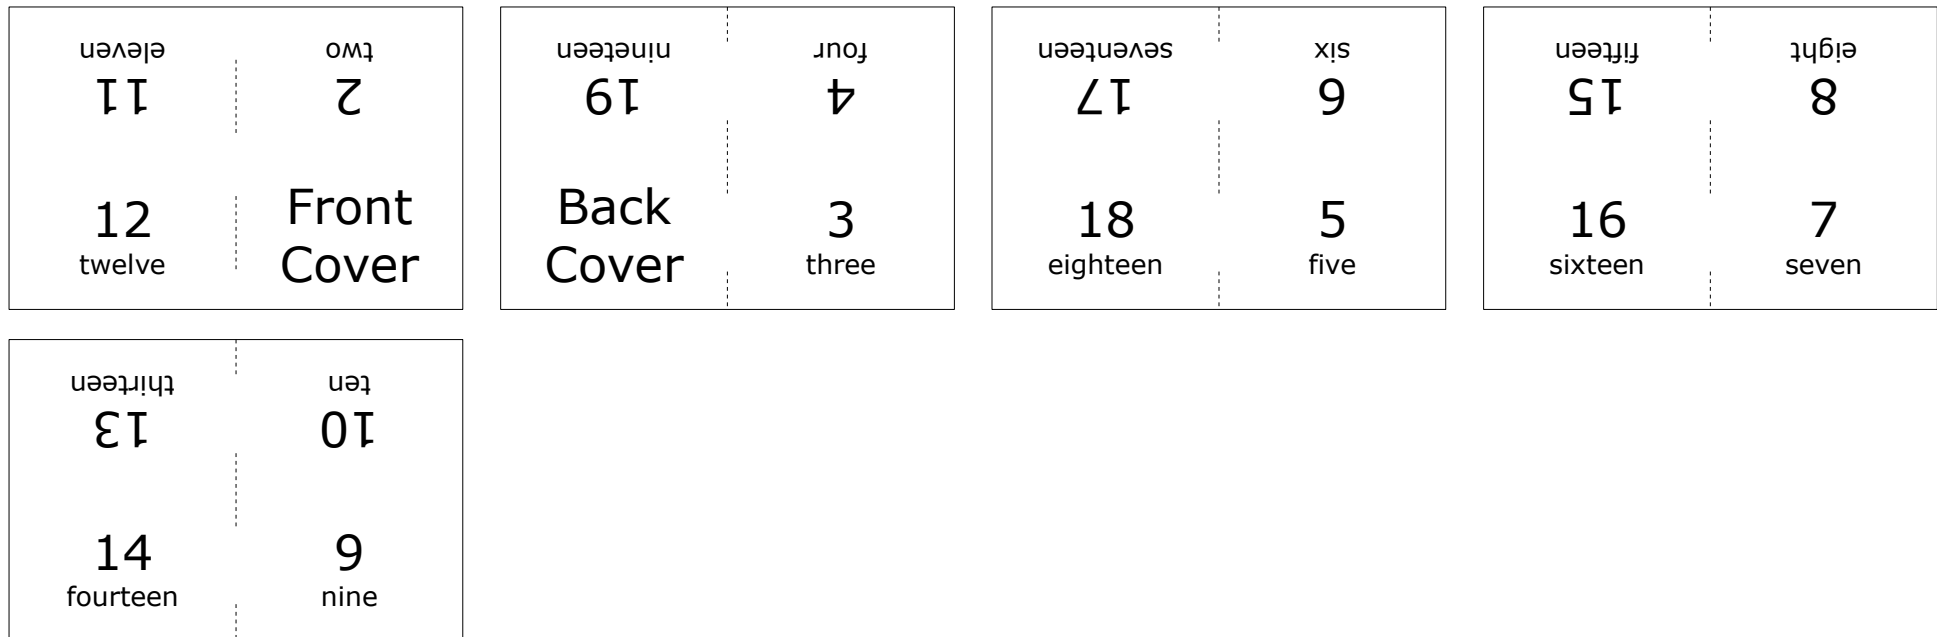 eleven
11
two
2
12
twelve
Front
Cover
nineteen
19
four
4
Back
Cover
3
three
seventeen
17
six
6
18
eighteen
5
five
fifteen
15
eight
8
16
sixteen
7
seven
thirteen
13
ten
10
14
fourteen
9
nine